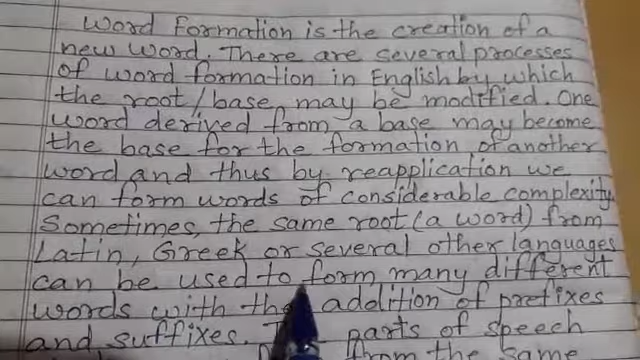 Word Formation is the creation of a
new word. There are several processes
of word formation in English by which
the root/base, may be modified. One
word derived from a base may become
the base for the formation of another
word and thus by reapplication we
can form words of considerable complexity.
Sometimes, the same root (a word) from
Latin, Greek or several other languages
can be used to form many different
words with the addition of prefixes
and suffixes. parts of speech
from the same